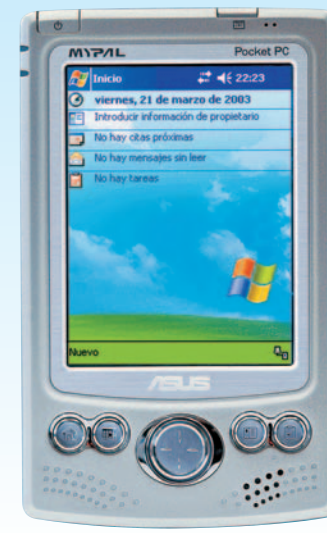 MYPAL Pocket PC
Inicio 22:23
viernes, 21 de marzo de 2003
Introducir información de propietario
No hay citas próximas
No hay mensajes sin leer
No hay tareas
Nuevo
ASUS